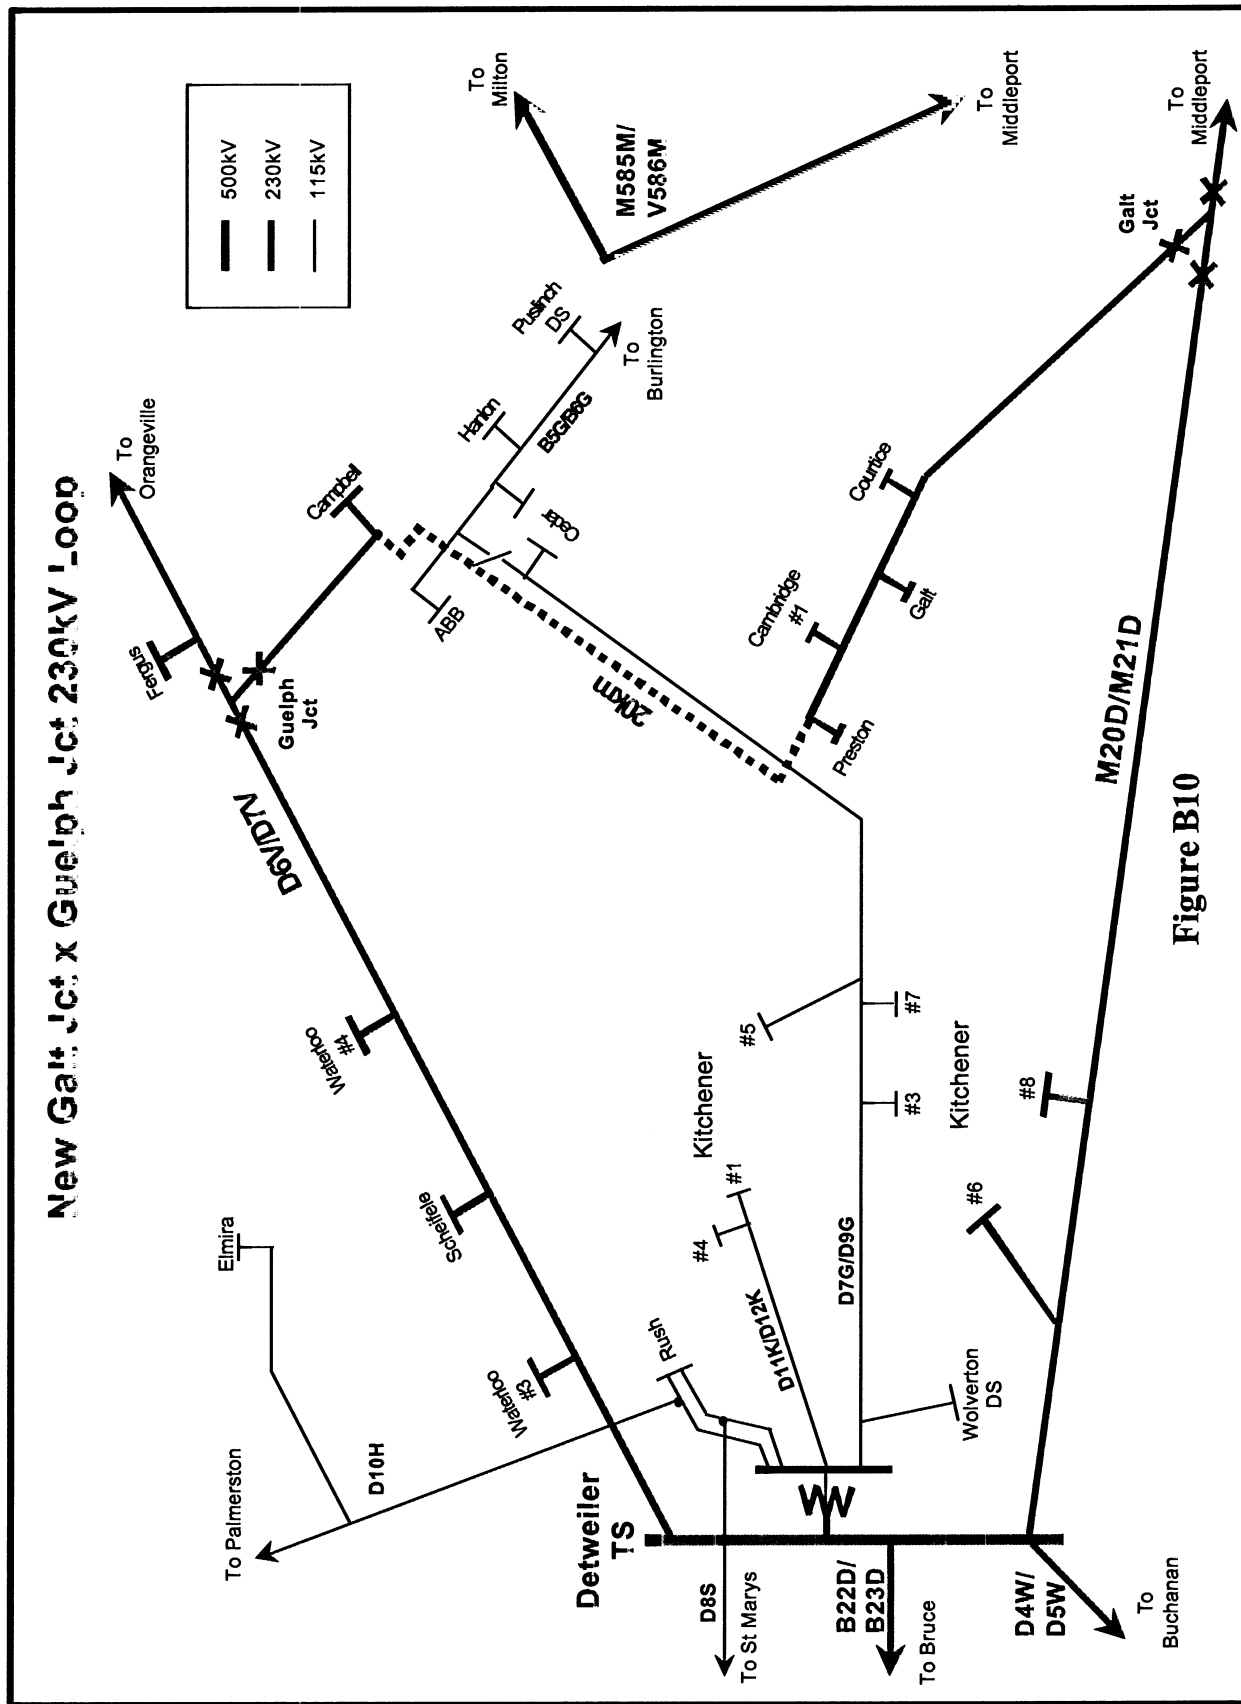 New Galt Jct x Guelph Jct 230kV Loop
500kV
230kV
115kV
To
Milton
To
Orangeville
M585M/
V586M
To
Middleport
Puslinch
DS
Hanlon
B5G/B6G
To
Burlington
Campbell
Cedar
ABB
Fergus
Guelph
Jct
D6V/D7V
20km
Courtice
Cambridge
#1
Galt
Preston
Galt
Jct
To
Middleport
M20D/M21D
Waterloo
#4
Scheifele
Waterloo
#3
Elmira
To Palmerston
D10H
Rush
Kitchener
#5
#7
#3
#1
#4
D11K/D12K
D7G/D9G
Kitchener
#8
#6
Wolverton
DS
Detweiler
TS
D8S
To St Marys
B22D/
B23D
To Bruce
D4W/
D5W
To
Buchanan
Figure B10